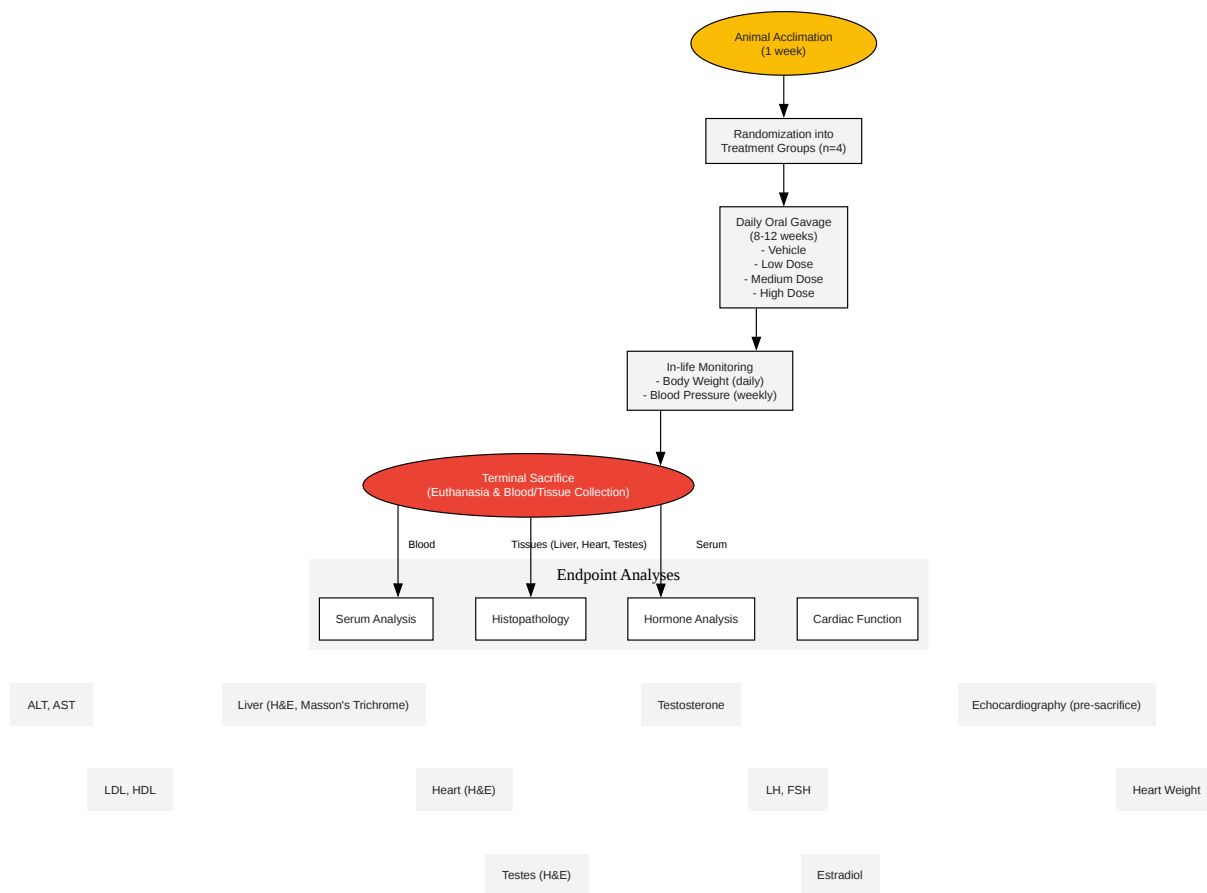 Animal Acclimation
(1 week)
Randomization into
Treatment Groups (n=4)
Daily Oral Gavage
(8-12 weeks)
- Vehicle
- Low Dose
- Medium Dose
- High Dose
In-life Monitoring
- Body Weight (daily)
- Blood Pressure (weekly)
Terminal Sacrifice
(Euthanasia & Blood/Tissue Collection)
Blood
Tissues (Liver, Heart, Testes)
Serum
Endpoint Analyses
Serum Analysis
Histopathology
Hormone Analysis
Cardiac Function
ALT, AST
Liver (H&E, Masson's Trichrome)
Testosterone
Echocardiography (pre-sacrifice)
LDL, HDL
Heart (H&E)
LH, FSH
Heart Weight
Testes (H&E)
Estradiol